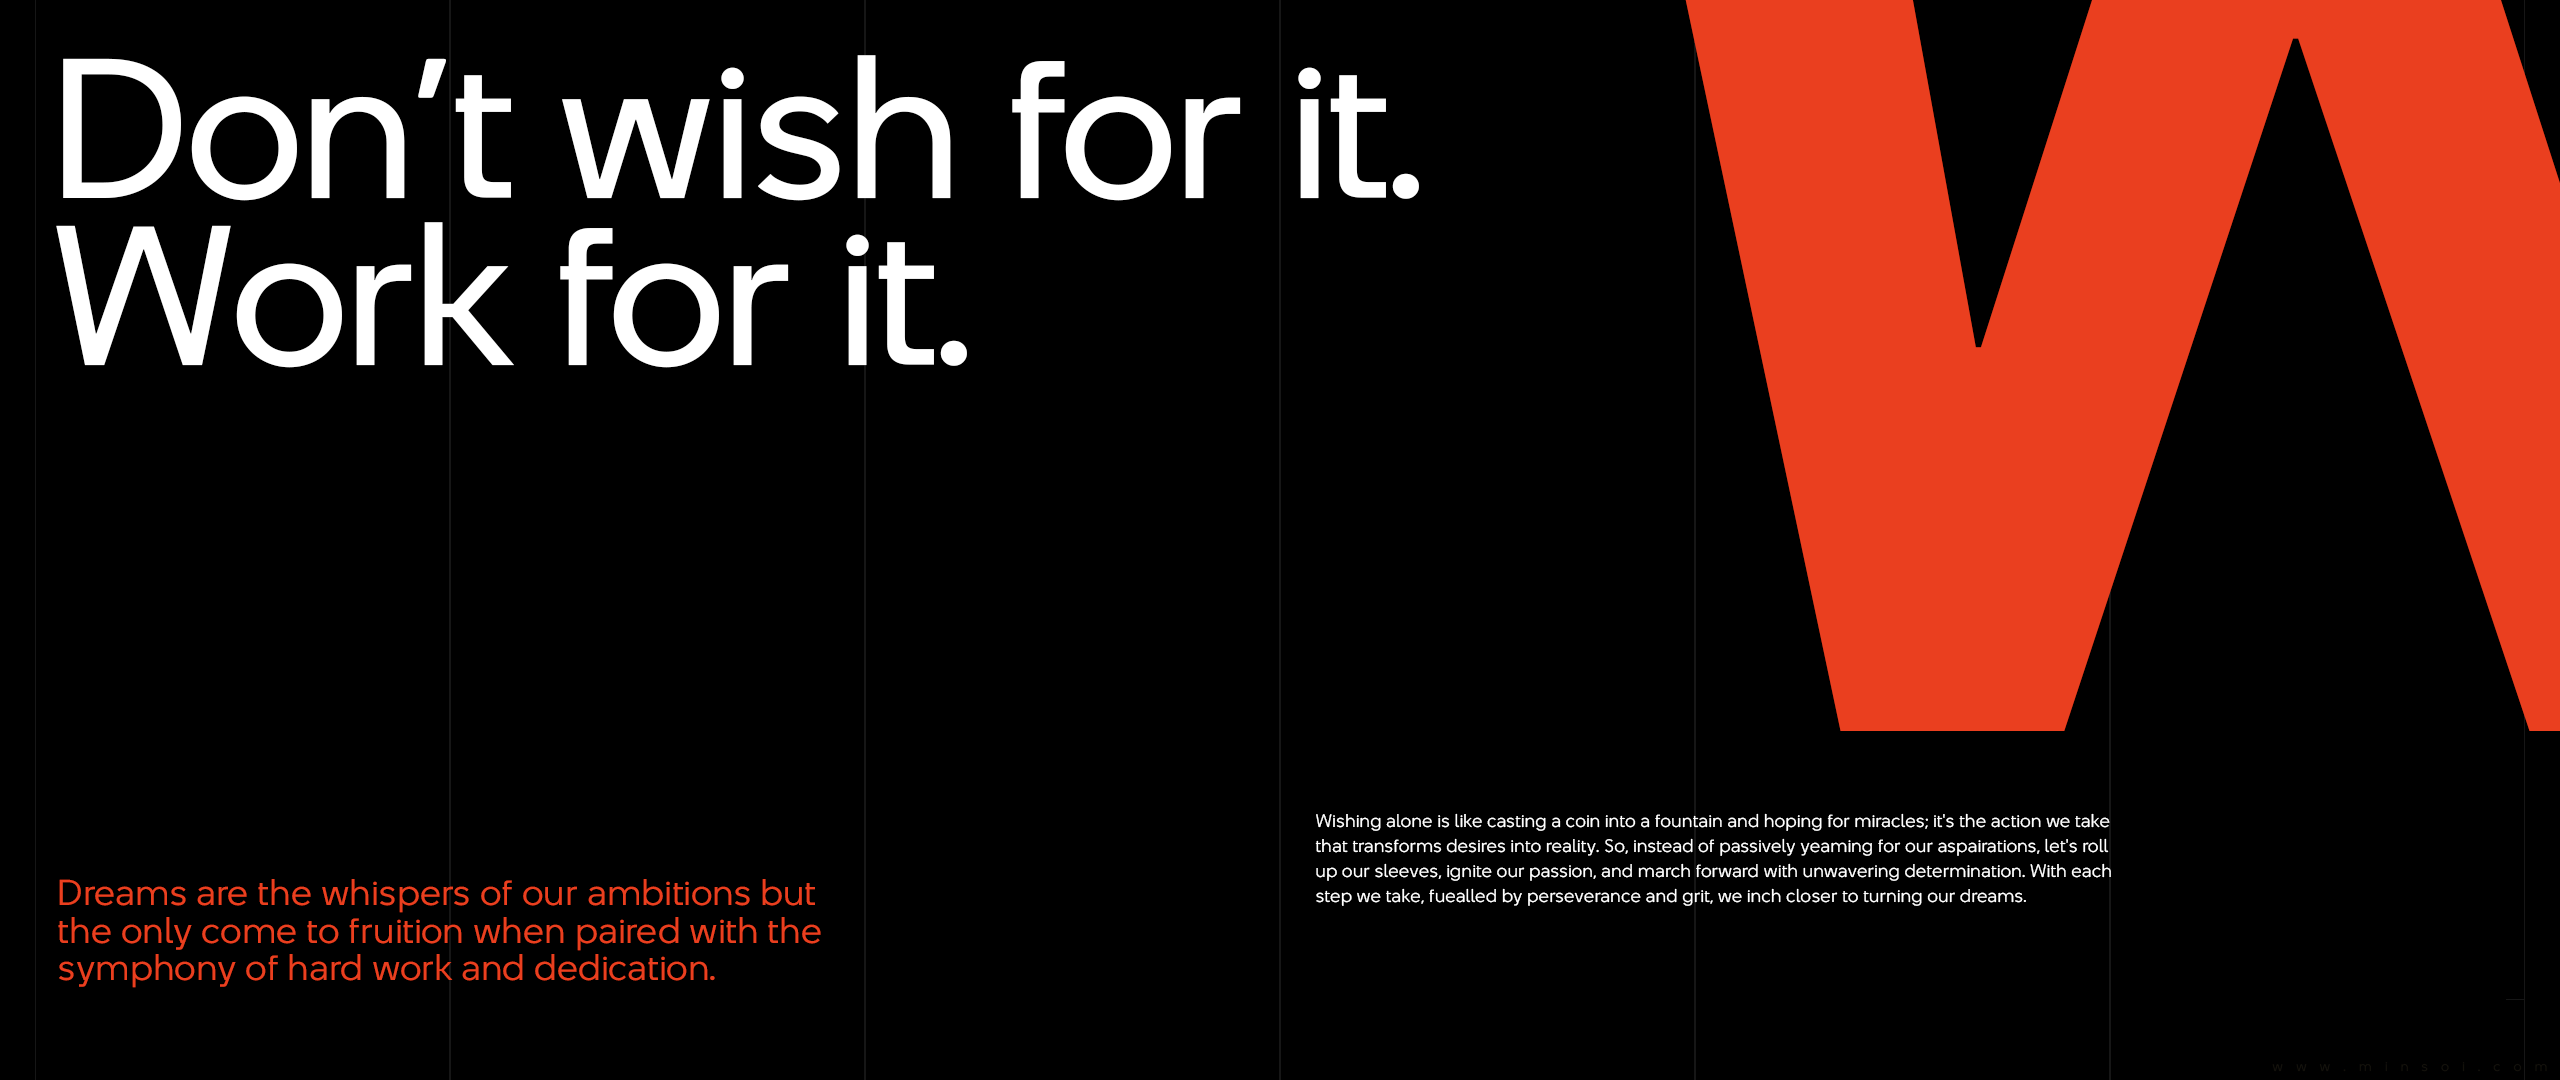 Don’t wish for it.
Work for it.
W
Dreams are the whispers of our ambitions but
the only come to fruition when paired with the
symphony of hard work and dedication.
Wishing alone is like casting a coin into a fountain and hoping for miracles; it's the action we take
that transforms desires into reality. So, instead of passively yeaming for our aspairations, let's roll
up our sleeves, ignite our passion, and march forward with unwavering determination. With each
step we take, fuealled by perseverance and grit, we inch closer to turning our dreams.
www.minsol.com